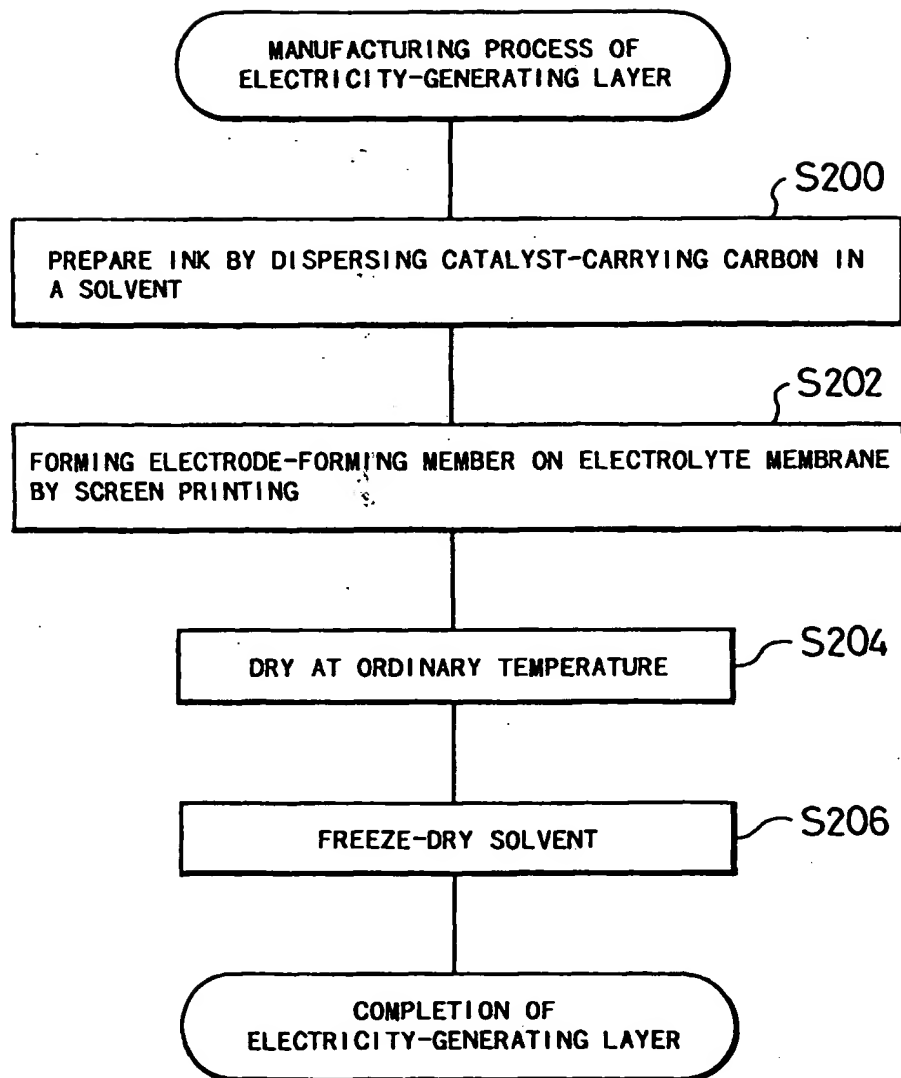 MANUFACTURING PROCESS OF
ELECTRICITY-GENERATING LAYER
S200
PREPARE INK BY DISPERSING CATALYST-CARRYING CARBON IN
A SOLVENT
S202
FORMING ELECTRODE-FORMING MEMBER ON ELECTROLYTE MEMBRANE
BY SCREEN PRINTING
S204
DRY AT ORDINARY TEMPERATURE
S206
FREEZE-DRY SOLVENT
COMPLETION OF
ELECTRICITY-GENERATING LAYER